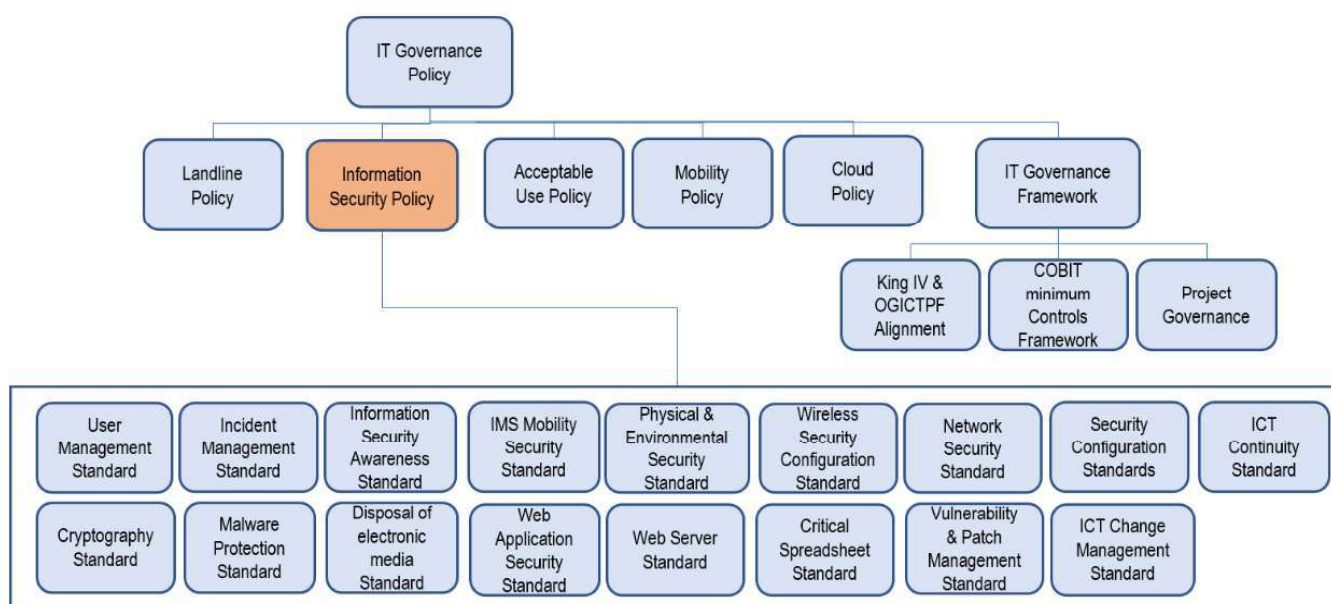 IT Governance
Policy
Landline
Policy
Information
Security Policy
Acceptable
Use Policy
Mobility
Policy
Cloud
Policy
IT Governance
Framework
King IV &
OGICTPF
Alignment
COBIT
minimum
Controls
Framework
Project
Governance
User
Management
Standard
Incident
Management
Standard
Information
Security
Awareness
Standard
IMS Mobility
Security
Standard
Physical &
Environmental
Security
Standard
Wireless
Security
Configuration
Standard
Network
Security
Standard
Security
Configuration
Standards
ICT
Continuity
Standard
Cryptography
Standard
Malware
Protection
Standard
Disposal of
electronic
media
Standard
Web
Application
Security
Standard
Web Server
Standard
Critical
Spreadsheet
Standard
Vulnerability
& Patch
Management
Standard
ICT Change
Management
Standard